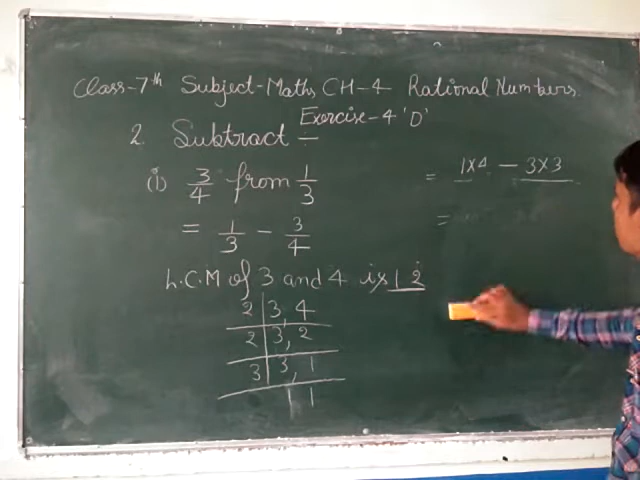 Class-7th Subject-Maths CH-4 Rational Numbers.
Exercise-4 'D'
2. Subtract :-
(i) 3/4 from 1/3
= 1/3 - 3/4
L.C.M of 3 and 4 is 12
2 | 3, 4
2 | 3, 2
3 | 3, 1
1 1
= 1×4 - 3×3
=